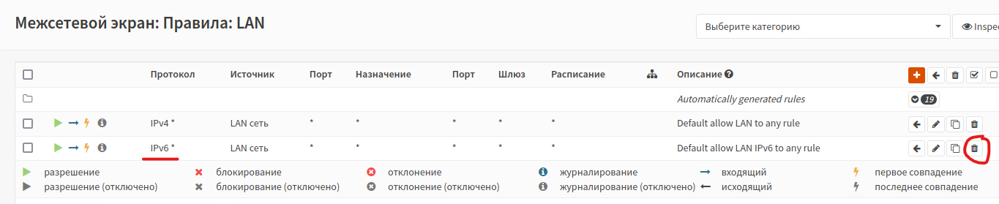 Межсетевой экран: Правила: LAN
Выберите категорию
Inspe
Протокол Источник Порт Назначение Порт Шлюз Расписание Описание
Automatically generated rules 19
IPv4 * LAN сеть * * * * * Default allow LAN to any rule
IPv6 * LAN сеть * * * * * Default allow LAN IPv6 to any rule
разрешение блокирование отклонение журналирование входящий первое совпадение
разрешение (отключено) блокирование (отключено) отклонение (отключено) журналирование (отключено) исходящий последнее совпадение